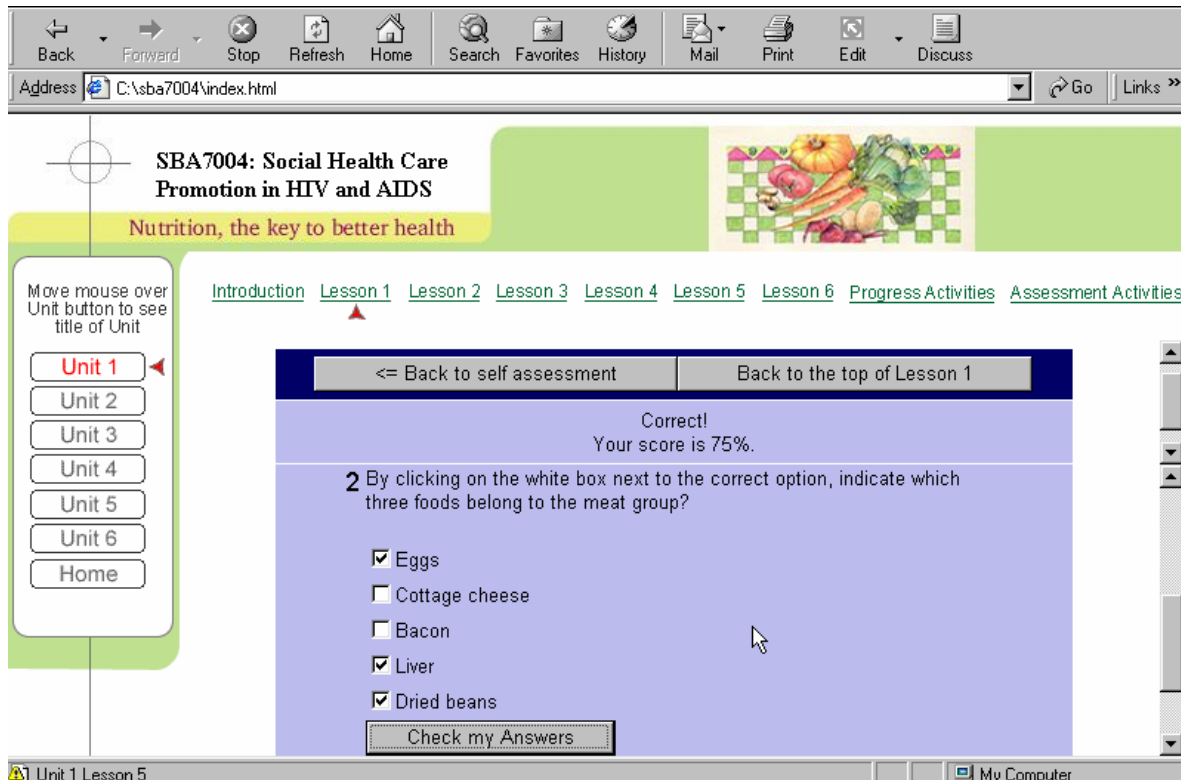 Back Forward Stop Refresh Home Search Favorites History Mail Print Edit Discuss
Address C:\sba7004\index.html Go Links »
SBA7004: Social Health Care
Promotion in HIV and AIDS
Nutrition, the key to better health
Move mouse over
Unit button to see
title of Unit
Unit 1
Unit 2
Unit 3
Unit 4
Unit 5
Unit 6
Home
Introduction Lesson 1 Lesson 2 Lesson 3 Lesson 4 Lesson 5 Lesson 6 Progress Activities Assessment Activities
<= Back to self assessment Back to the top of Lesson 1
Correct!
Your score is 75%.
2 By clicking on the white box next to the correct option, indicate which
three foods belong to the meat group?
Eggs
Cottage cheese
Bacon
Liver
Dried beans
Check my Answers
Unit 1 Lesson 5 My Computer